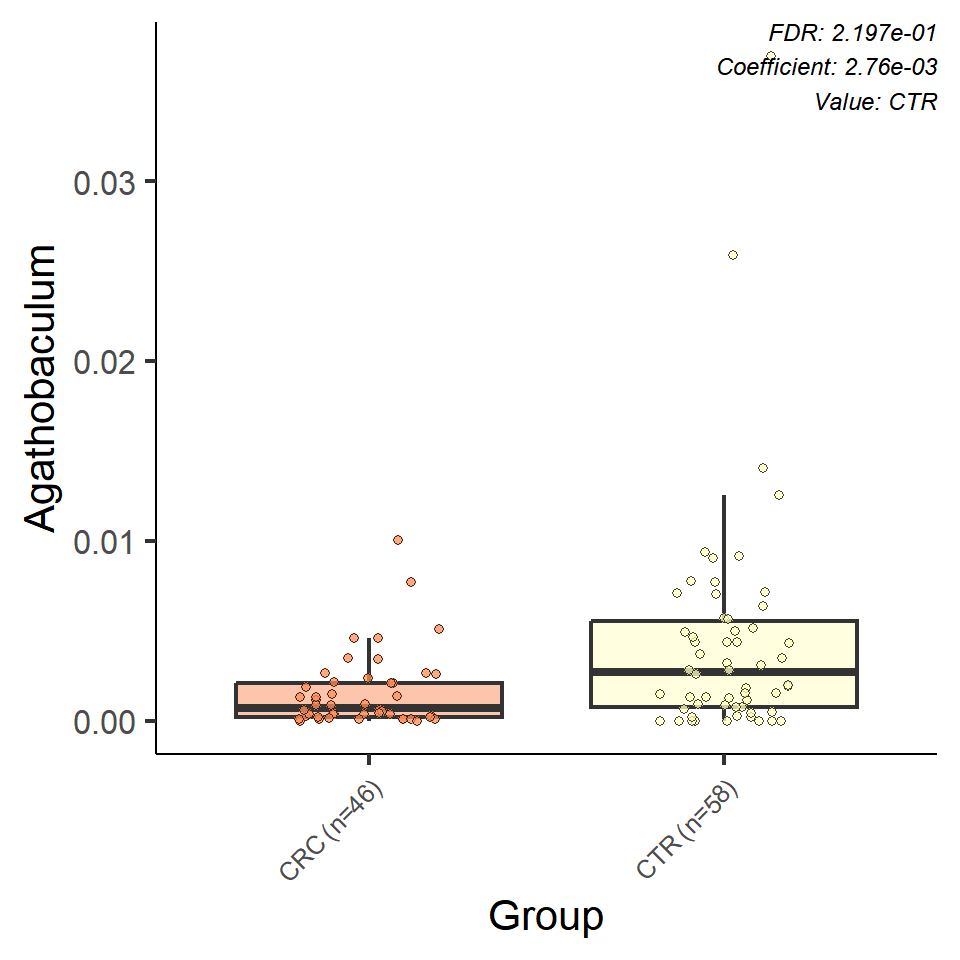 FDR: 2.197e-01
Coefficient: 2.76e-03
Value: CTR
Agathobaculum
0.03
0.02
0.01
0.00
CRC (n=46)
CTR (n=58)
Group